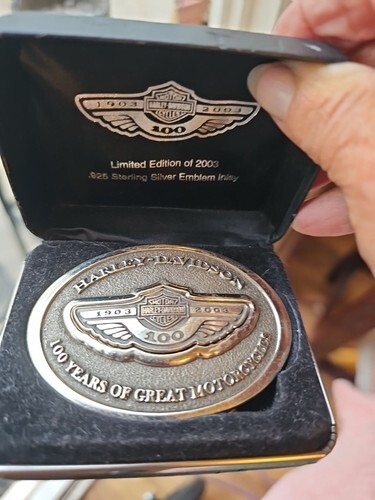 1903 HARLEY-DAVIDSON 2003
100
Limited Edition of 2003
.925 Sterling Silver Emblem Inlay
HARLEY-DAVIDSON
MOTOR
1903 HARLEY-DAVIDSON 2003
100
100 YEARS OF GREAT MOTORCYCLES